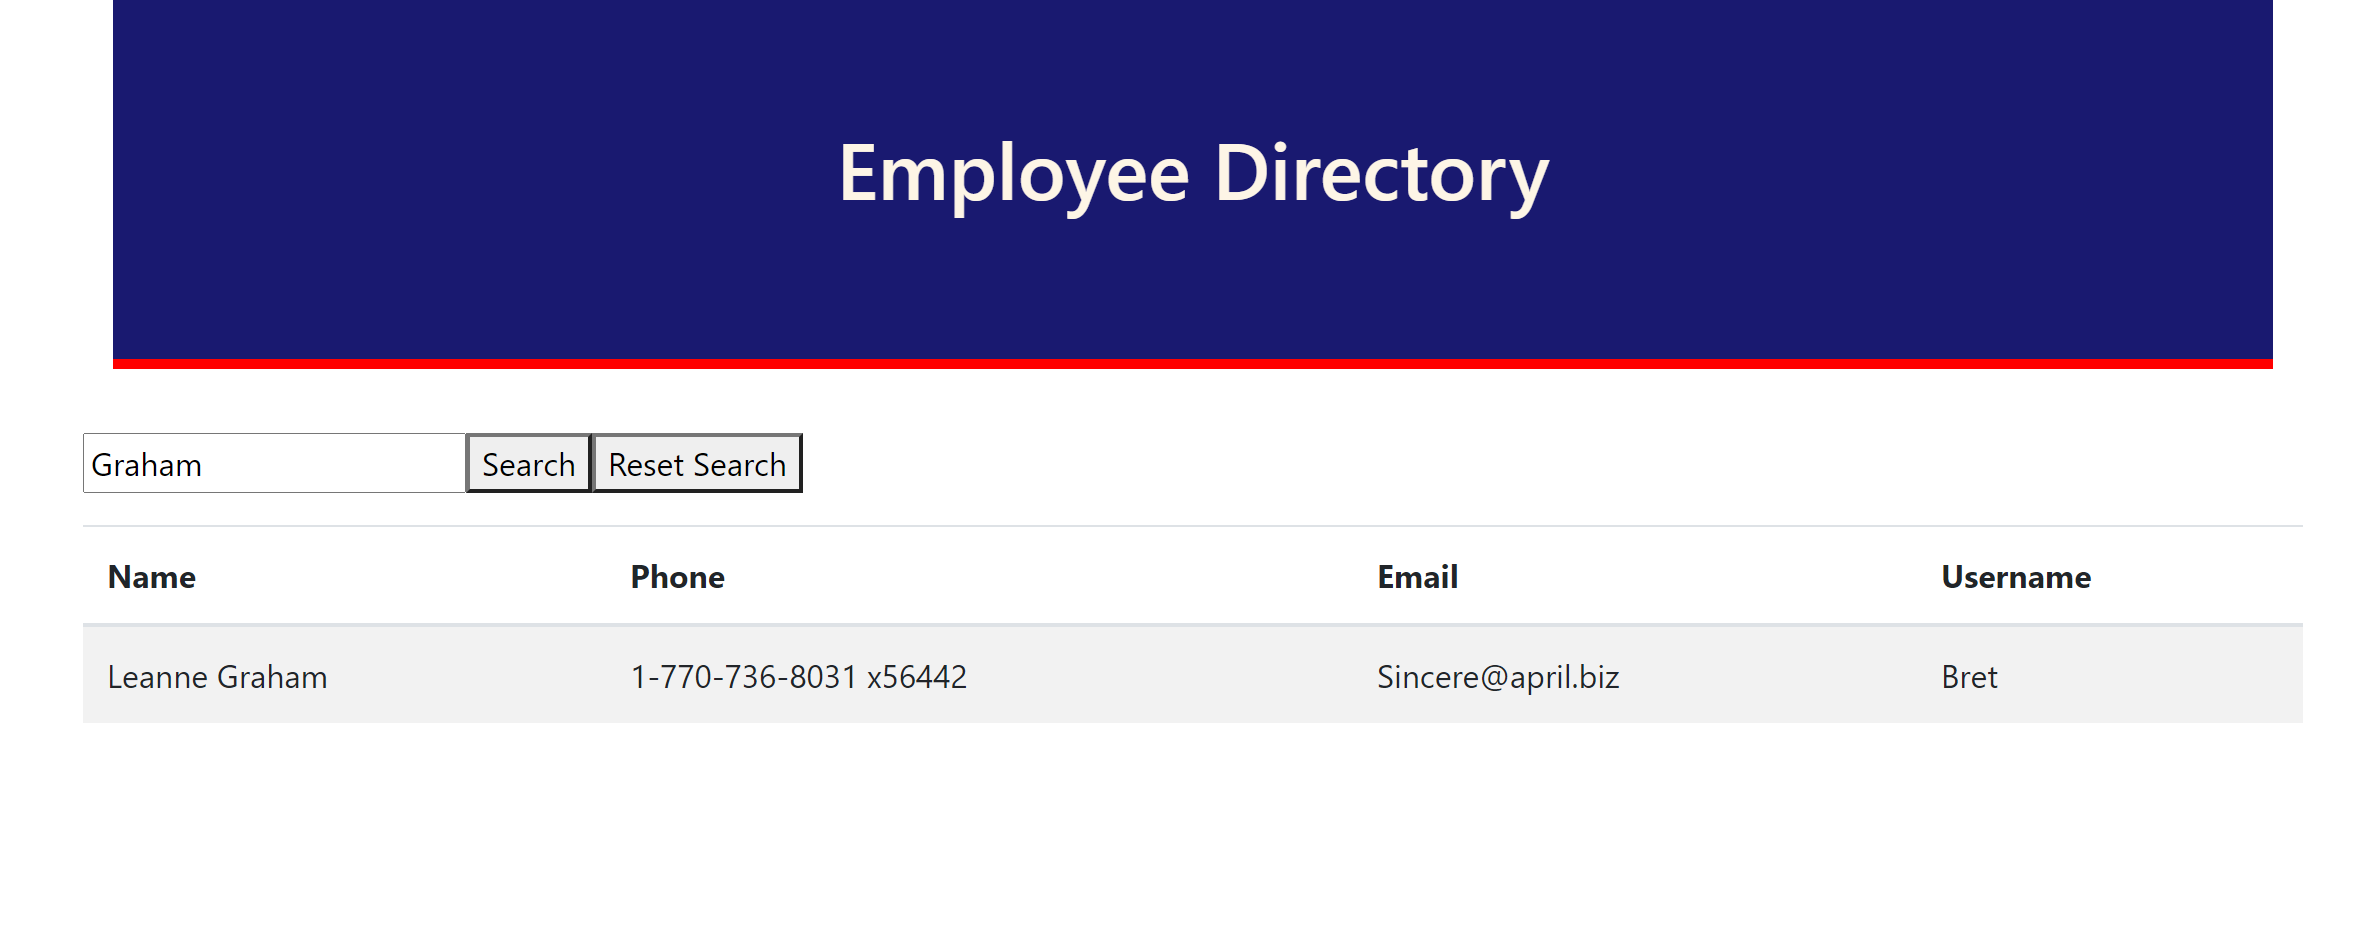 Employee Directory
Graham Search Reset Search
Name Phone Email Username
Leanne Graham 1-770-736-8031 x56442 Sincere@april.biz Bret